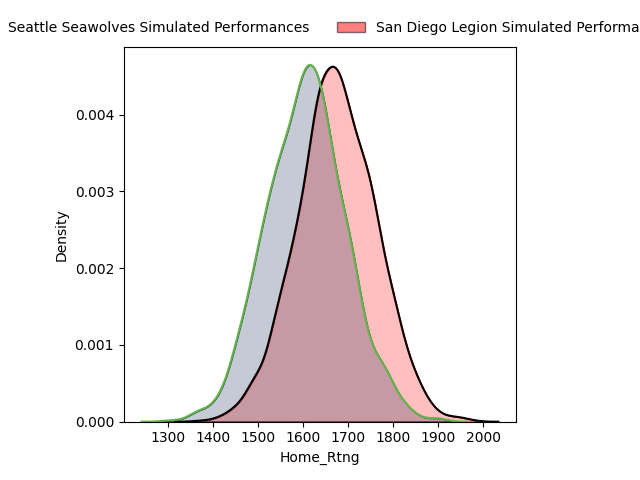 Seattle Seawolves Simulated Performances
San Diego Legion Simulated Performa
0.004
0.003
0.002
0.001
0.000
Density
1300 1400 1500 1600 1700 1800 1900 2000
Home_Rtng